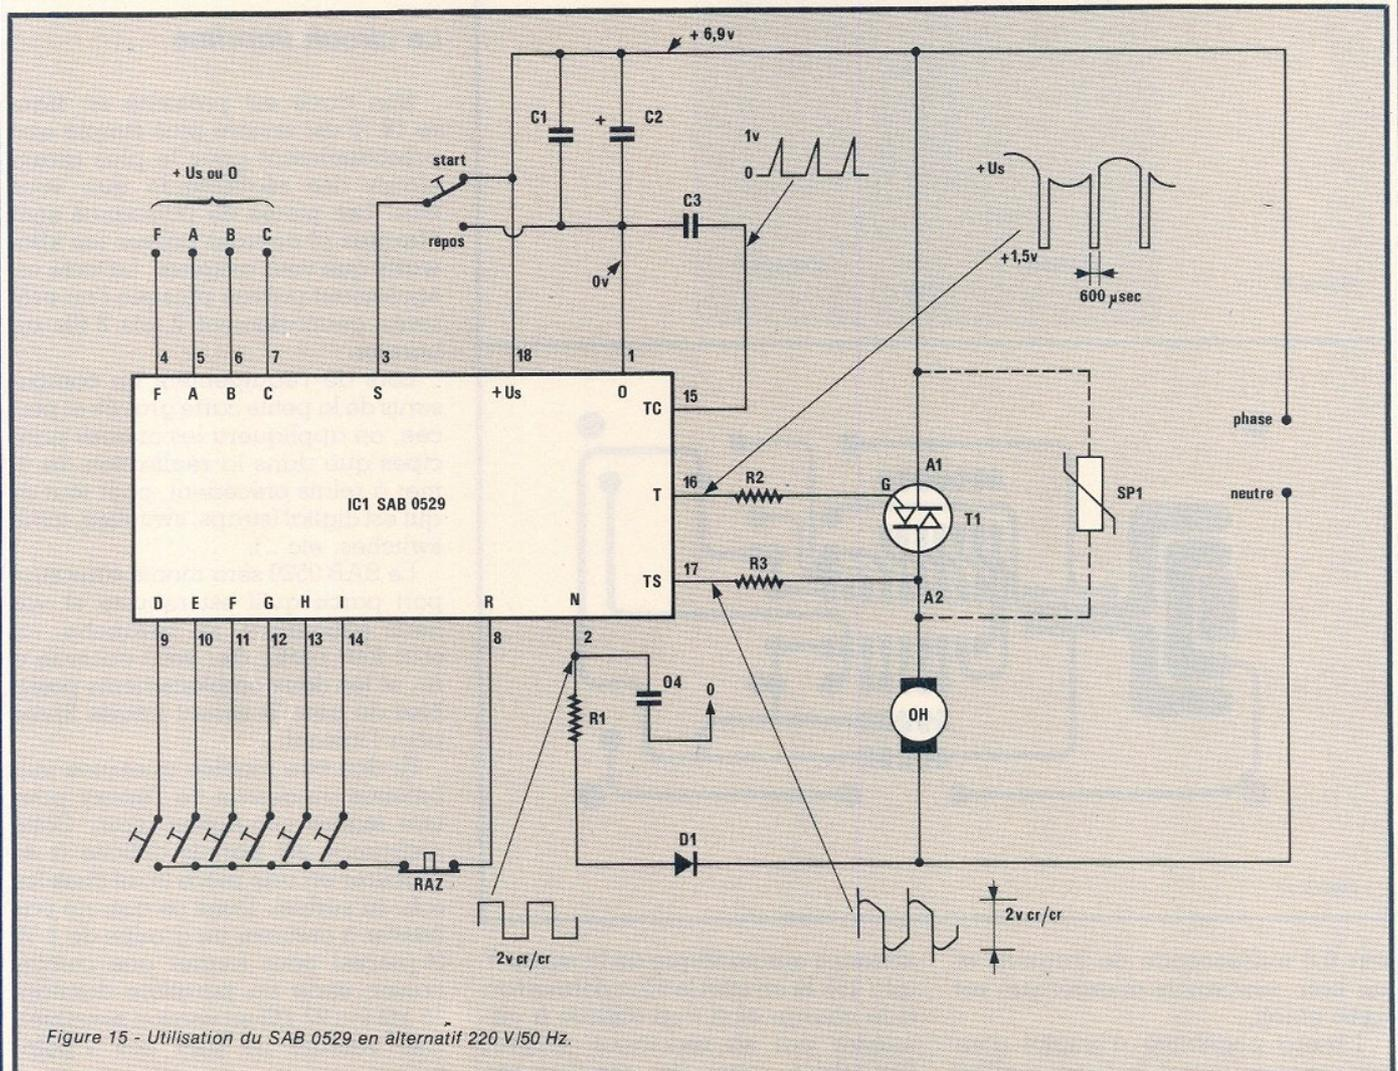 + 6,9v
C1
+
C2
start
1v
0
+ Us
+ Us ou 0
C3
F A B C
repos
0v
+1,5v
600 µsec
4 5 6 7 3 18 1
F A B C S + Us 0
15
TC
phase
A1
16
R2
G
T
neutre
SP1
IC1 SAB 0529
T1
17
R3
TS
A2
D E F G H I R N
9 10 11 12 13 14 8 2
04
0
R1
OH
D1
RAZ
2v cr/cr
2v cr/cr
Figure 15 - Utilisation du SAB 0529 en alternatif 220 V/50 Hz.